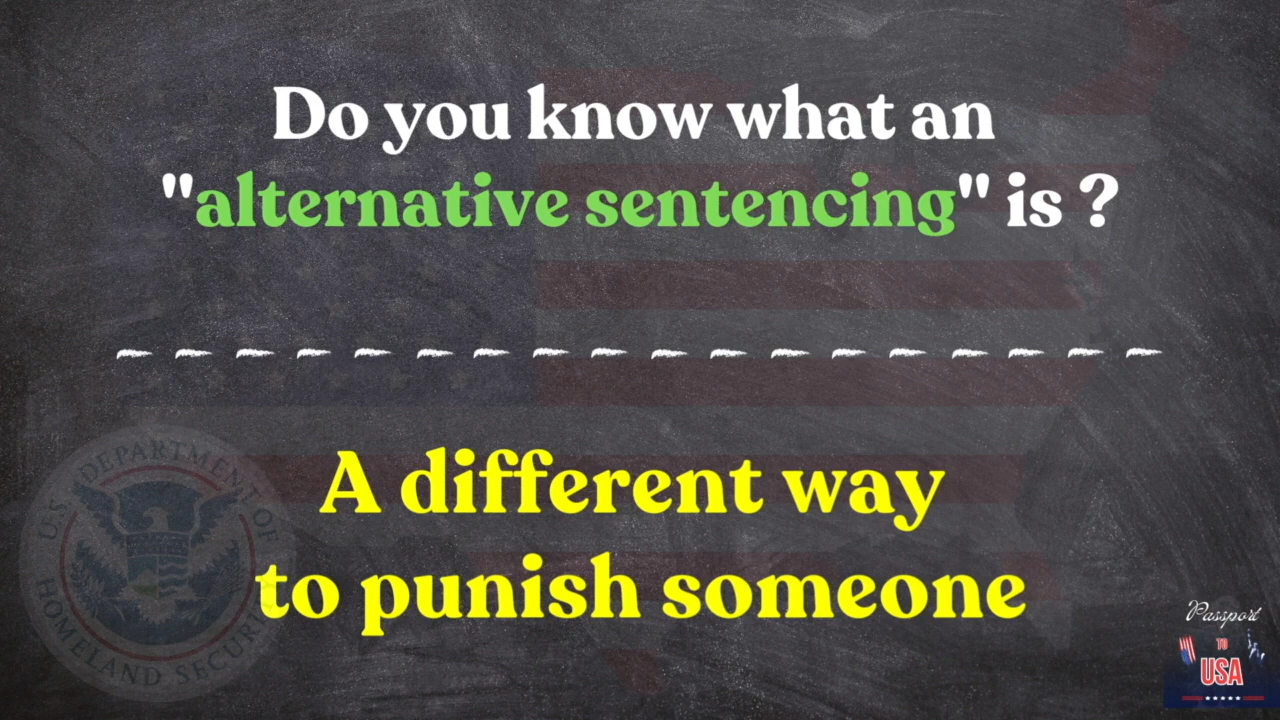 Do you know what an
"alternative sentencing" is ?
A different way
to punish someone
U.S. DEPARTMENT OF
HOMELAND SECURITY
Passport
TO
USA